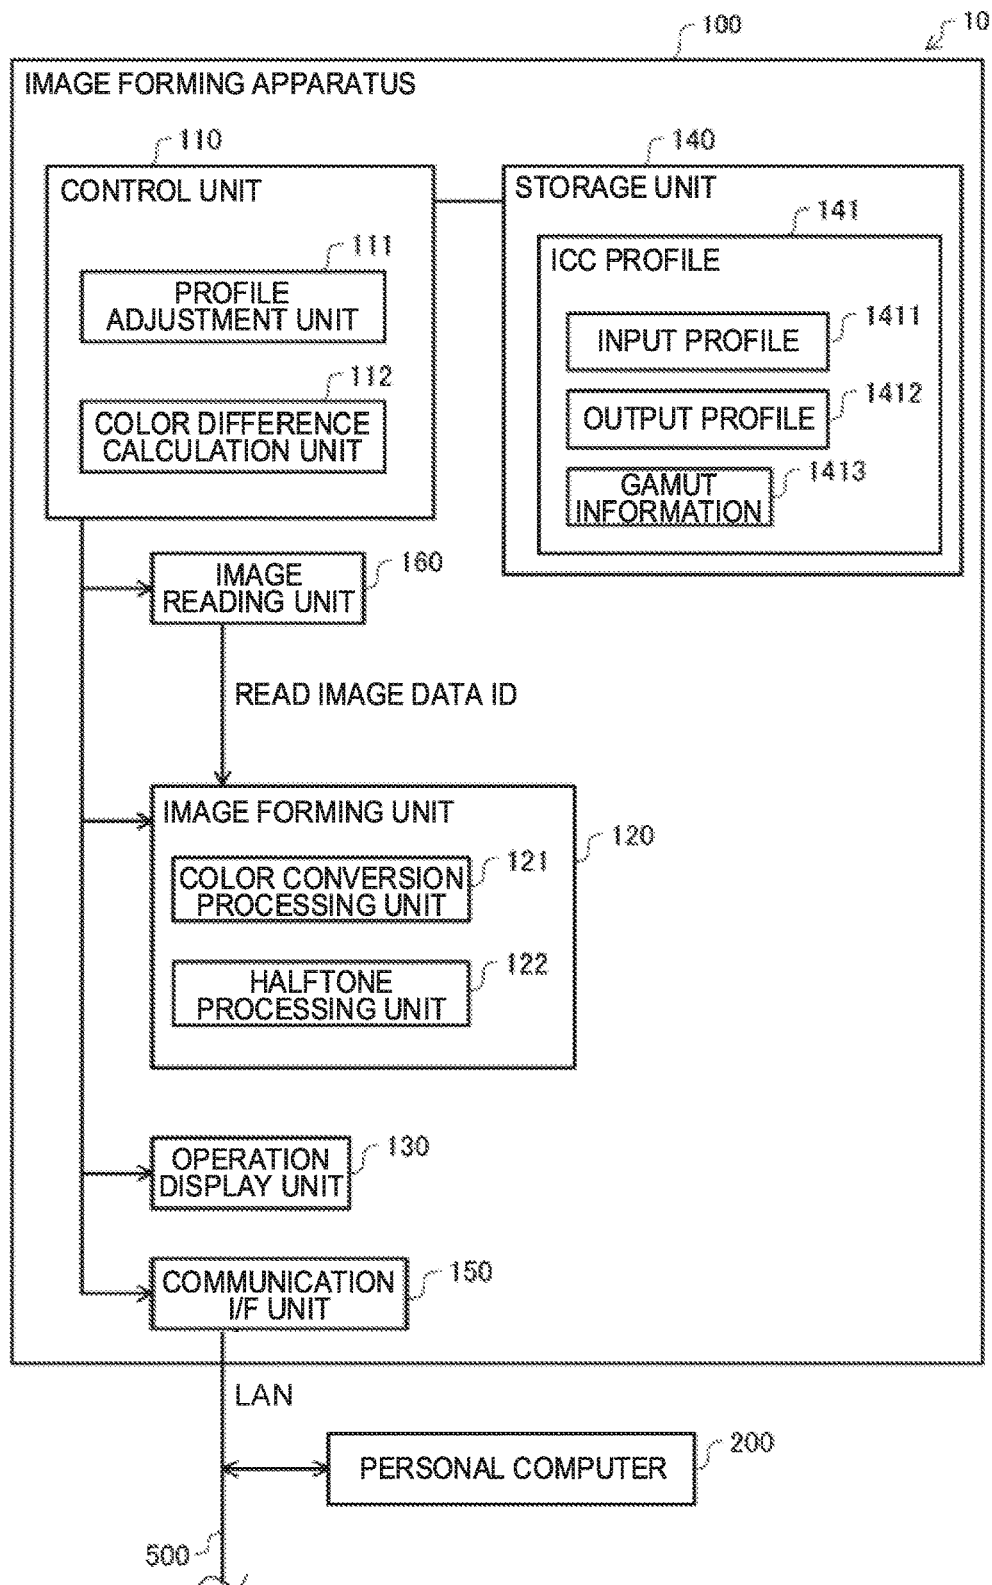 10
100
IMAGE FORMING APPARATUS
110
CONTROL UNIT
111
PROFILE
ADJUSTMENT UNIT
112
COLOR DIFFERENCE
CALCULATION UNIT
140
STORAGE UNIT
141
ICC PROFILE
1411
INPUT PROFILE
1412
OUTPUT PROFILE
1413
GAMUT
INFORMATION
160
IMAGE
READING UNIT
READ IMAGE DATA ID
IMAGE FORMING UNIT
120
121
COLOR CONVERSION
PROCESSING UNIT
122
HALFTONE
PROCESSING UNIT
130
OPERATION
DISPLAY UNIT
150
COMMUNICATION
I/F UNIT
LAN
200
PERSONAL COMPUTER
500